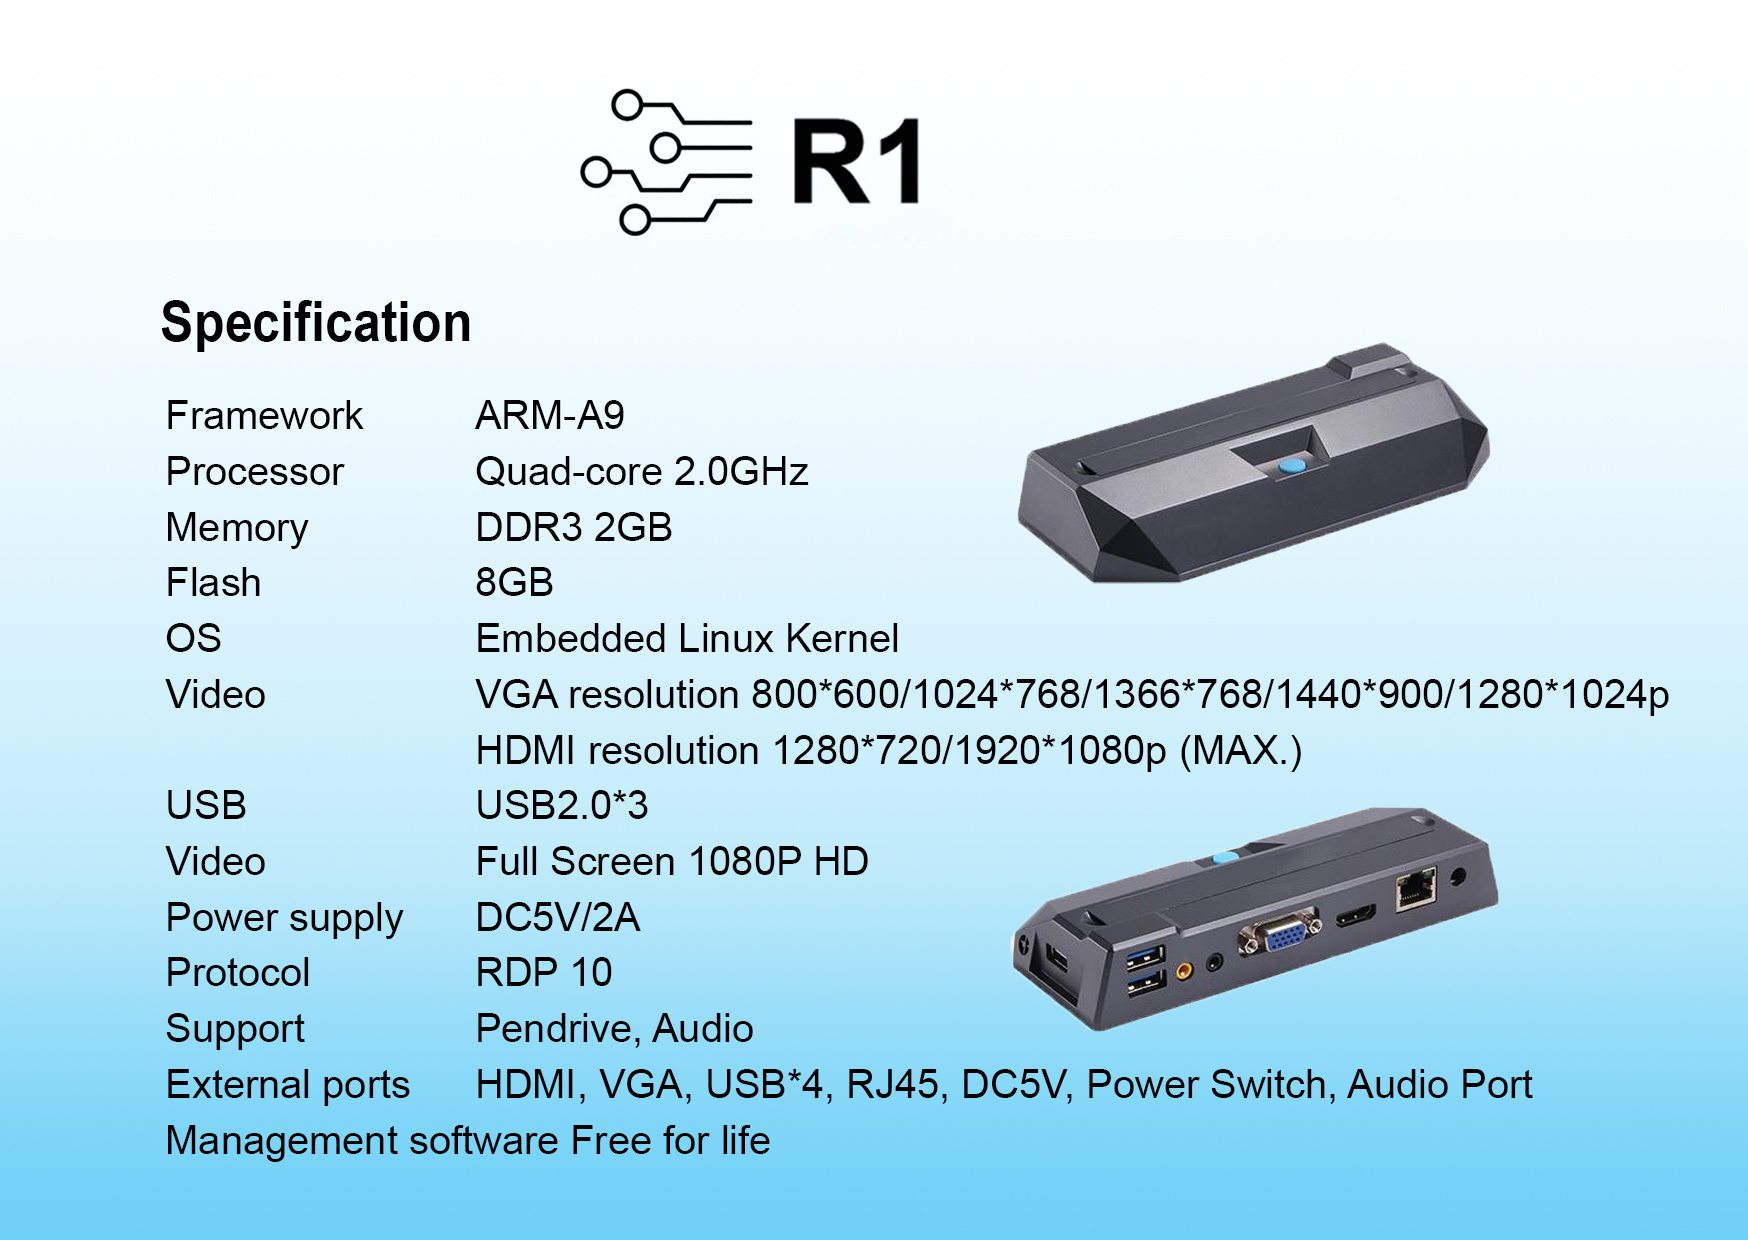 R1
Specification
Framework ARM-A9
Processor Quad-core 2.0GHz
Memory DDR3 2GB
Flash 8GB
OS Embedded Linux Kernel
Video VGA resolution 800*600/1024*768/1366*768/1440*900/1280*1024p
HDMI resolution 1280*720/1920*1080p (MAX.)
USB USB2.0*3
Video Full Screen 1080P HD
Power supply DC5V/2A
Protocol RDP 10
Support Pendrive, Audio
External ports HDMI, VGA, USB*4, RJ45, DC5V, Power Switch, Audio Port
Management software Free for life